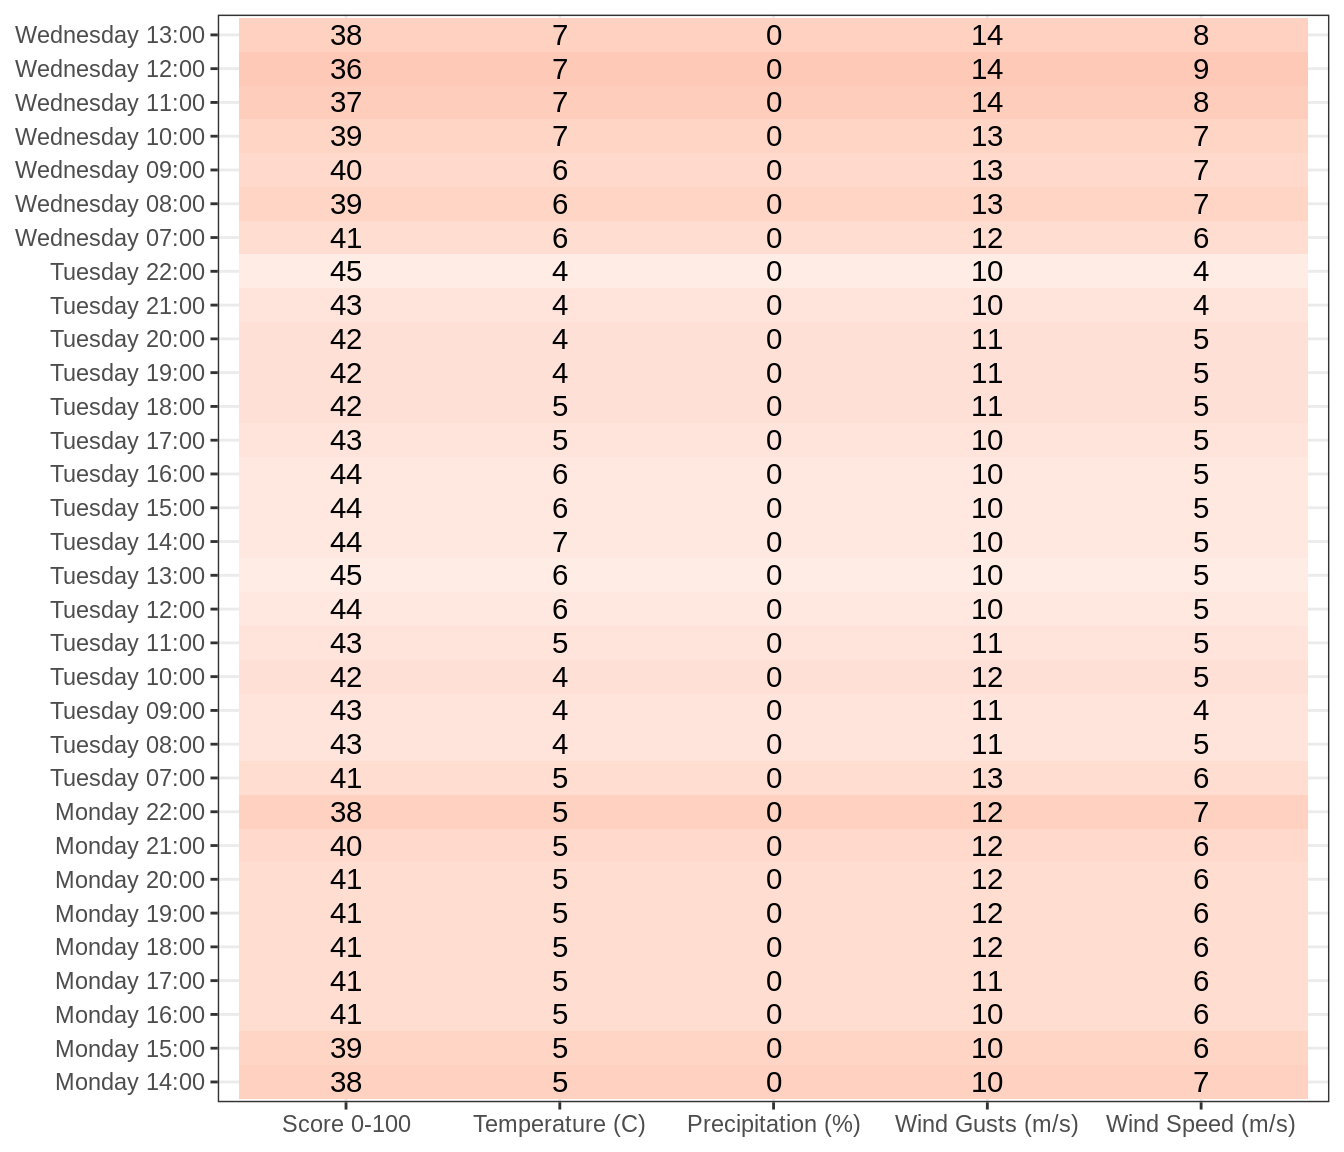 Wednesday 13:00 38 7 0 14 8
Wednesday 12:00 36 7 0 14 9
Wednesday 11:00 37 7 0 14 8
Wednesday 10:00 39 7 0 13 7
Wednesday 09:00 40 6 0 13 7
Wednesday 08:00 39 6 0 13 7
Wednesday 07:00 41 6 0 12 6
Tuesday 22:00 45 4 0 10 4
Tuesday 21:00 43 4 0 10 4
Tuesday 20:00 42 4 0 11 5
Tuesday 19:00 42 4 0 11 5
Tuesday 18:00 42 5 0 11 5
Tuesday 17:00 43 5 0 10 5
Tuesday 16:00 44 6 0 10 5
Tuesday 15:00 44 6 0 10 5
Tuesday 14:00 44 7 0 10 5
Tuesday 13:00 45 6 0 10 5
Tuesday 12:00 44 6 0 10 5
Tuesday 11:00 43 5 0 11 5
Tuesday 10:00 42 4 0 12 5
Tuesday 09:00 43 4 0 11 4
Tuesday 08:00 43 4 0 11 5
Tuesday 07:00 41 5 0 13 6
Monday 22:00 38 5 0 12 7
Monday 21:00 40 5 0 12 6
Monday 20:00 41 5 0 12 6
Monday 19:00 41 5 0 12 6
Monday 18:00 41 5 0 12 6
Monday 17:00 41 5 0 11 6
Monday 16:00 41 5 0 10 6
Monday 15:00 39 5 0 10 6
Monday 14:00 38 5 0 10 7
Score 0-100 Temperature (C) Precipitation (%) Wind Gusts (m/s) Wind Speed (m/s)